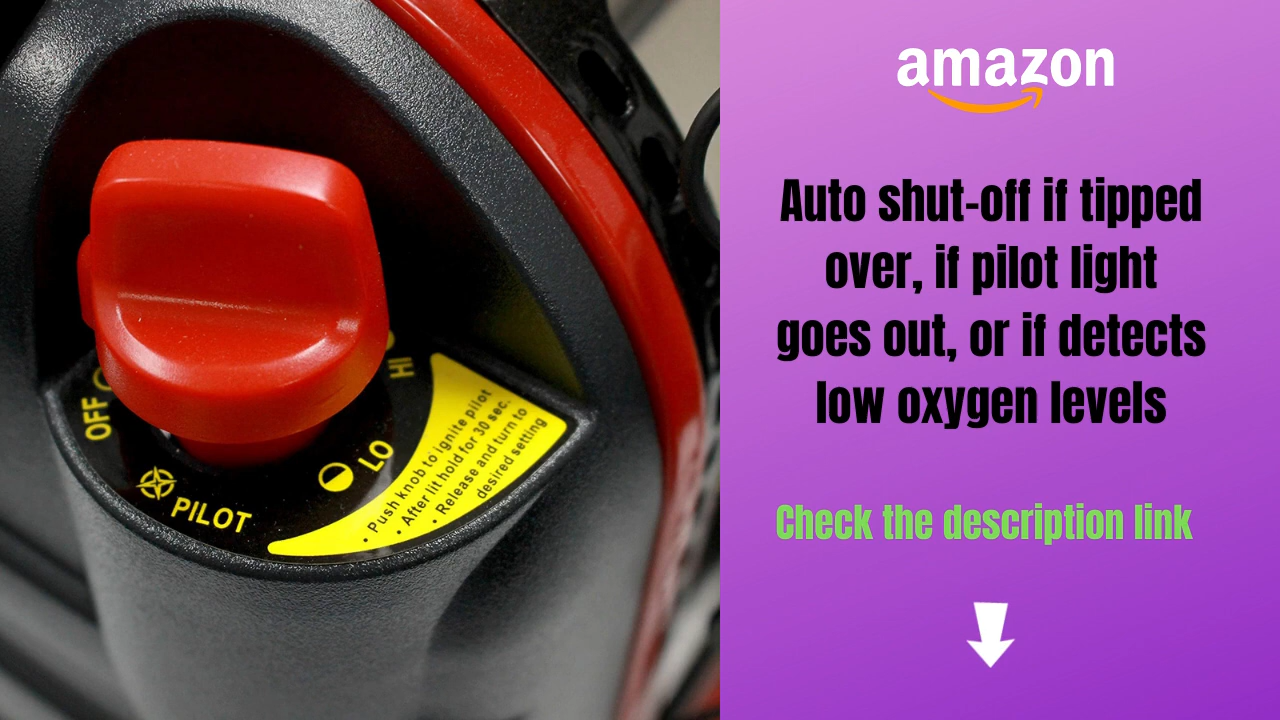 OFF
PILOT
LO
HI
• Push knob to ignite pilot
• After lit hold for 30 sec.
• Release and turn to
desired setting
amazon
Auto shut-off if tipped
over, if pilot light
goes out, or if detects
low oxygen levels
Check the description link